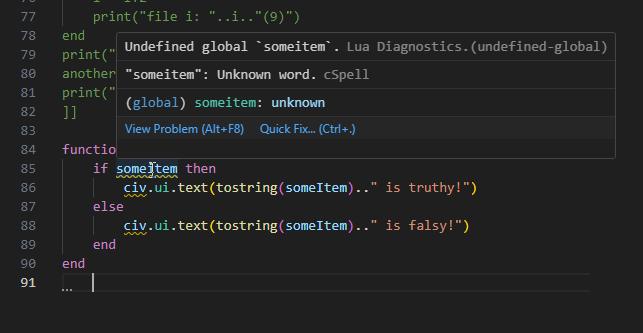 77 print("file i: "..i.."(9)")
78 end
Undefined global `someitem`. Lua Diagnostics.(undefined-global)
79 print("
"someitem": Unknown word. cSpell
80 another
81 print("
(global) someitem: unknown
82 ]]
View Problem (Alt+F8) Quick Fix... (Ctrl+.)
83
84 functio
85 if someitem then
86 civ.ui.text(tostring(someItem).." is truthy!")
87 else
88 civ.ui.text(tostring(someItem).." is falsy!")
89 end
90 end
91